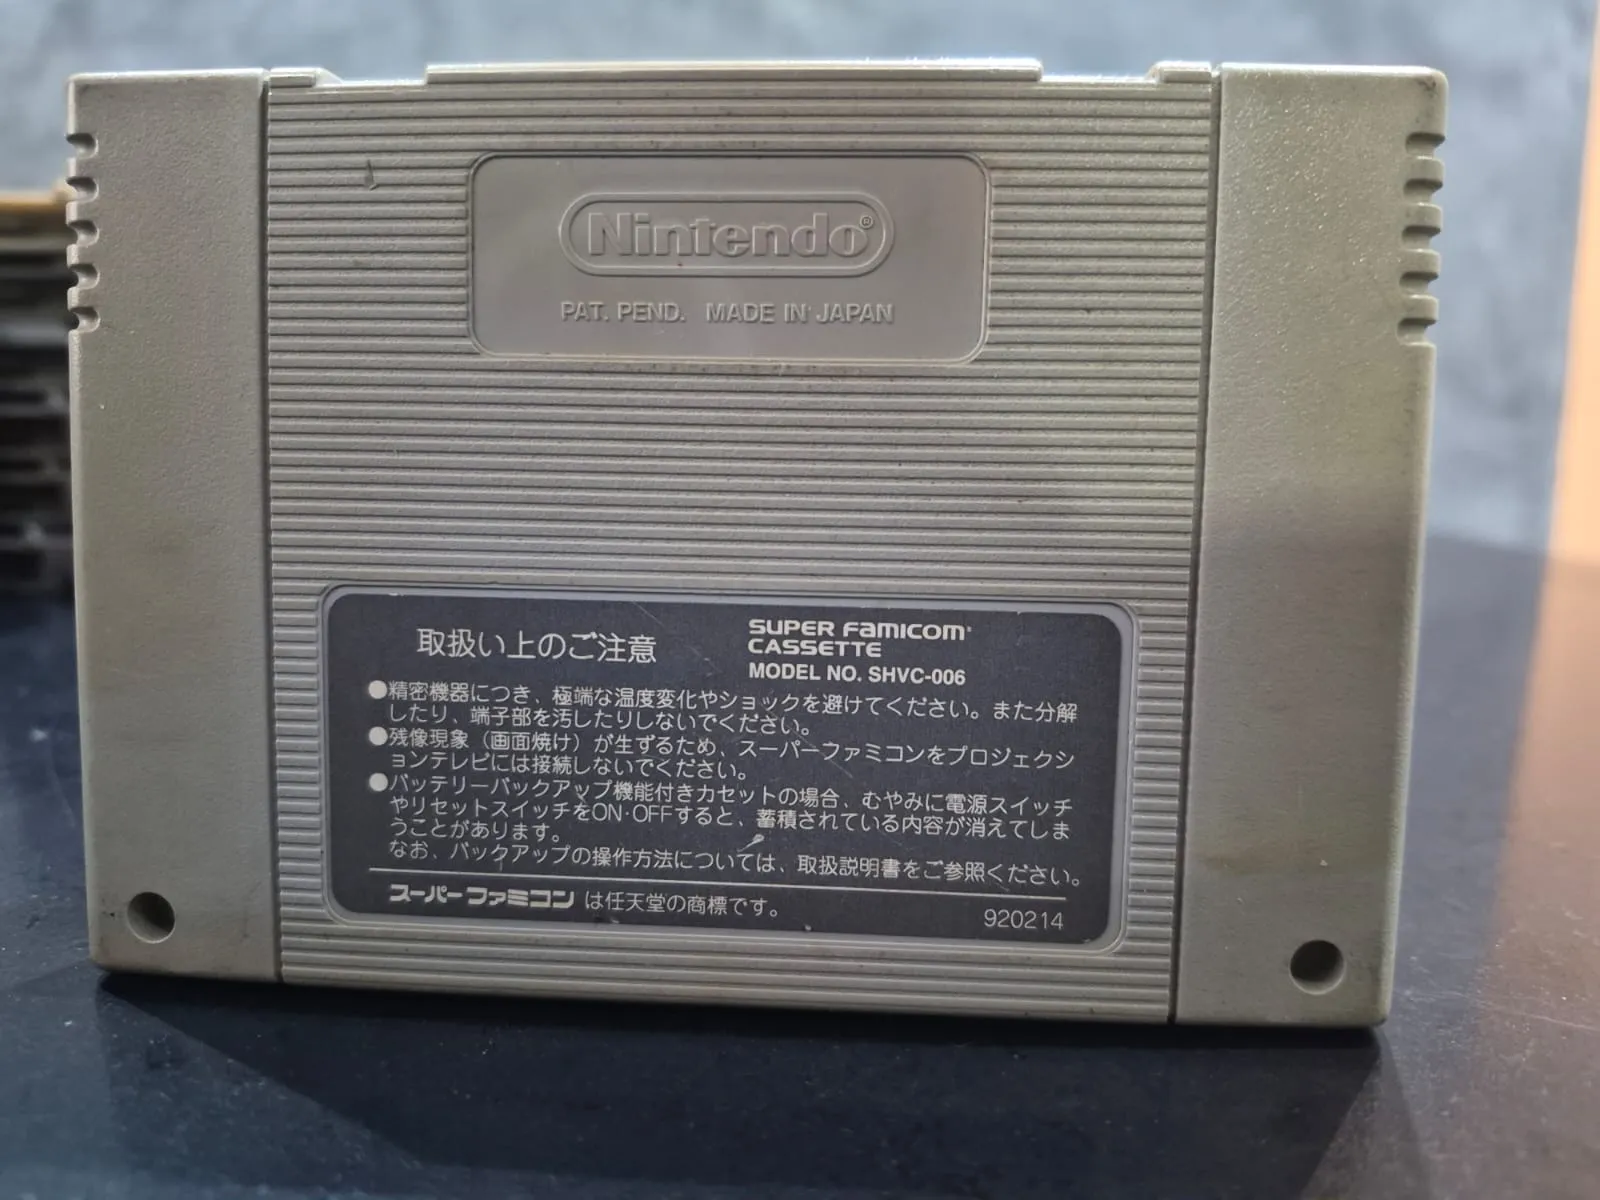 Nintendo®
PAT. PEND. MADE IN JAPAN
取扱い上のご注意
SUPER FAMICOM®
CASSETTE
MODEL NO. SHVC-006
●精密機器につき、極端な温度変化やショックを避けてください。また分解
したり、端子部を汚したりしないでください。
●残像現象（画面焼け）が生ずるため、スーパーファミコンをプロジェクシ
ョンテレビには接続しないでください。
●バッテリーバックアップ機能付きカセットの場合、むやみに電源スイッチ
やリセットスイッチをON・OFFすると、蓄積されている内容が消えてしま
うことがあります。
なお、バックアップの操作方法については、取扱説明書をご参照ください。
スーパーファミコン は任天堂の商標です。
920214